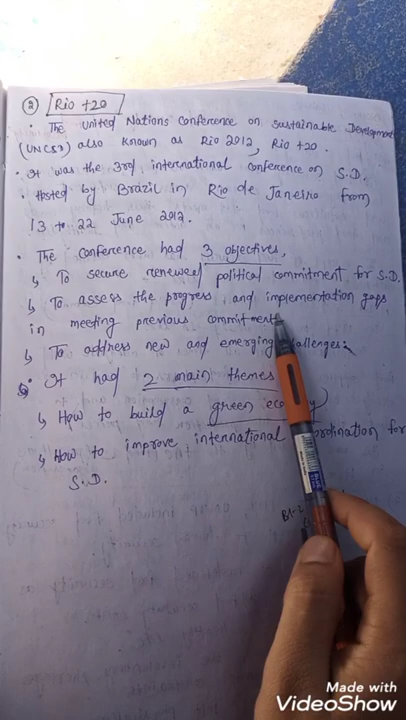 ② Rio +20
• The United Nations Conference on Sustainable Development
(UNCSD) also known as Rio 2012, Rio +20.
• It was the 3rd international conference on S.D.
• Hosted by Brazil in Rio de Janeiro from
13 to 22 June 2012.
• The conference had 3 objectives,
↳ To secure renewed political commitment for S.D.
↳ To assess the progress and implementation gaps
in meeting previous commitments
↳ To address new and emerging challenges.
• It had 2 main themes
↳ How to build a green economy
↳ How to improve international for
S.D.
Made with
VideoShow